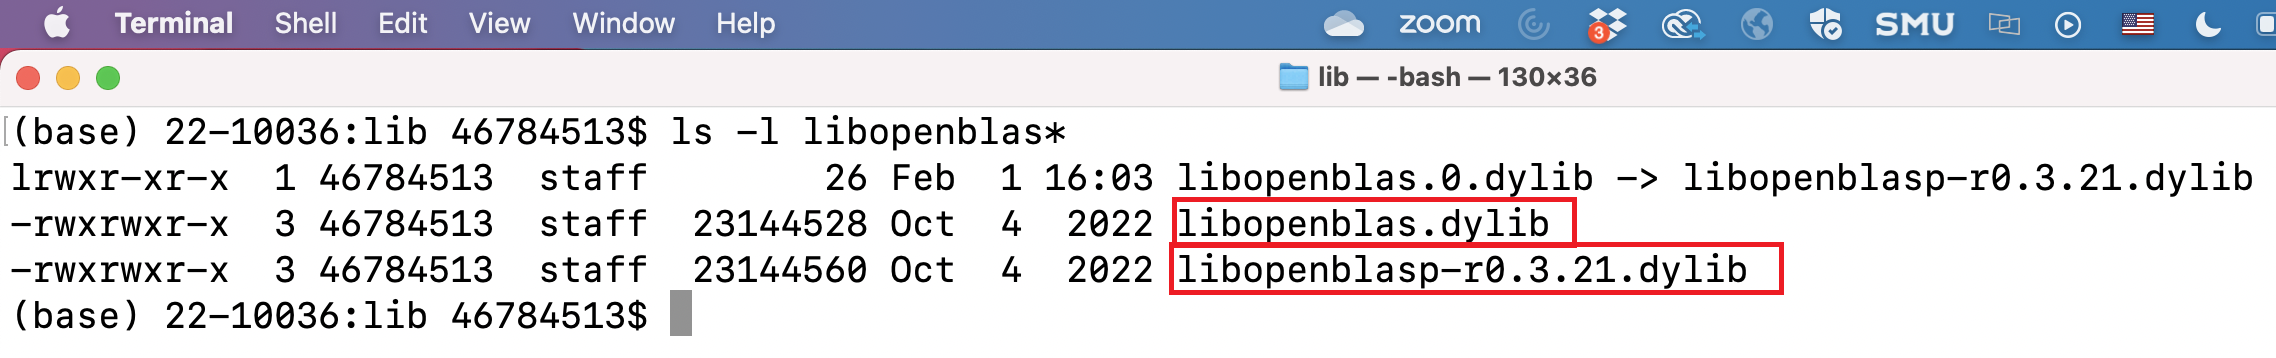 Terminal Shell Edit View Window Help zoom 3 SMU
lib — -bash — 130×36
(base) 22-10036:lib 46784513$ ls -l libopenblas*
lrwxr-xr-x  1 46784513  staff        26 Feb  1 16:03 libopenblas.0.dylib -> libopenblasp-r0.3.21.dylib
-rwxrwxr-x  3 46784513  staff  23144528 Oct  4  2022 libopenblas.dylib
-rwxrwxr-x  3 46784513  staff  23144560 Oct  4  2022 libopenblasp-r0.3.21.dylib
(base) 22-10036:lib 46784513$